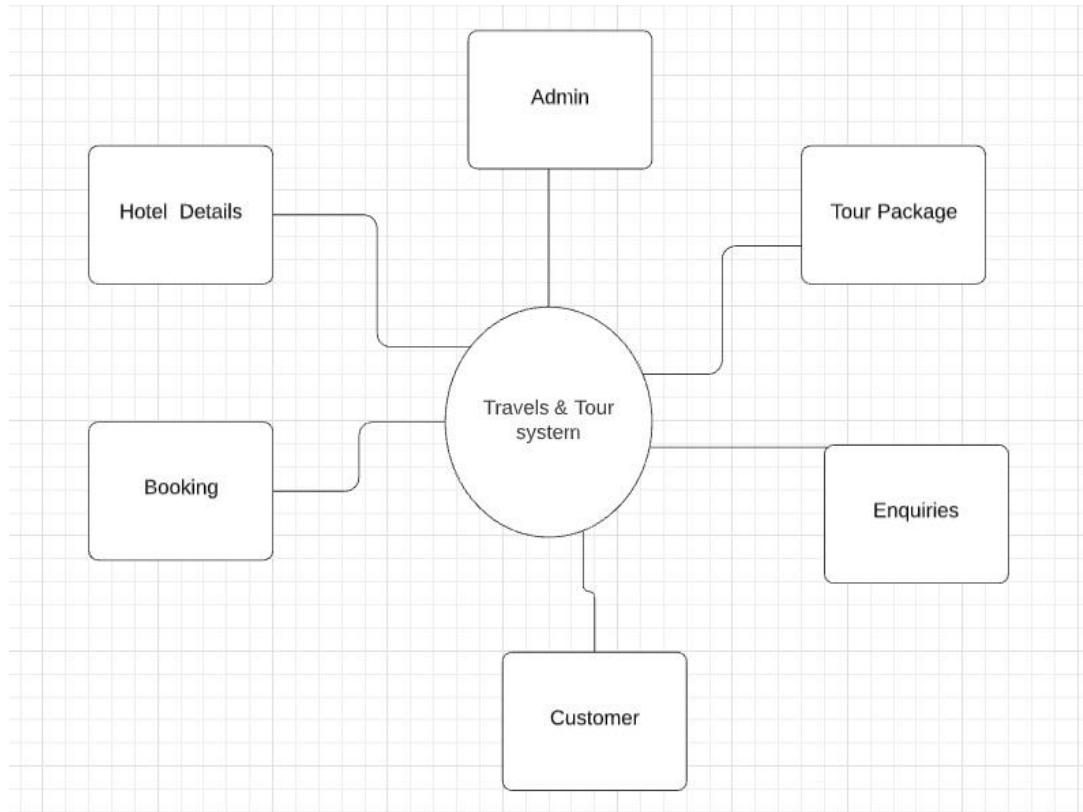 Admin
Hotel Details
Tour Package
Travels & Tour
system
Booking
Enquiries
Customer